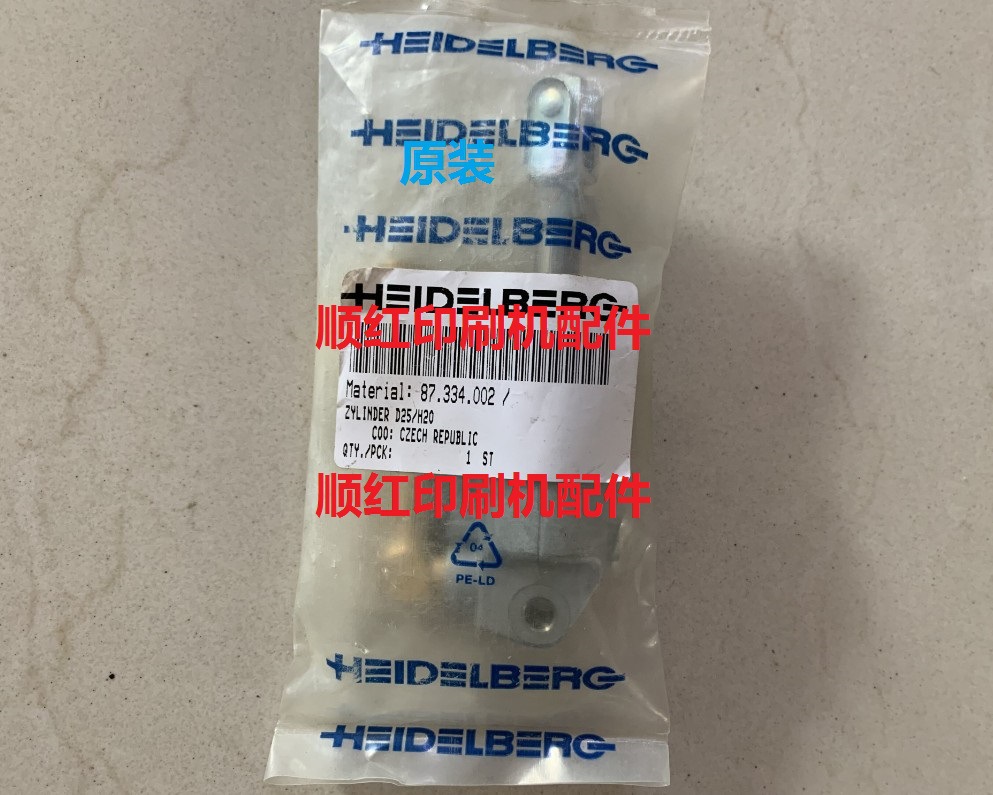 HEIDELBERG
HEIDELBERG
原装
HEIDELBERG
HEIDELBERG
顺红印刷机配件
Material: 87.334.002 /
ZYLINDER D25/H20
COO: CZECH REPUBLIC
QTY./PCK: 1 ST
顺红印刷机配件
04
PE-LD
HEIDELBERG
HEIDELBERG